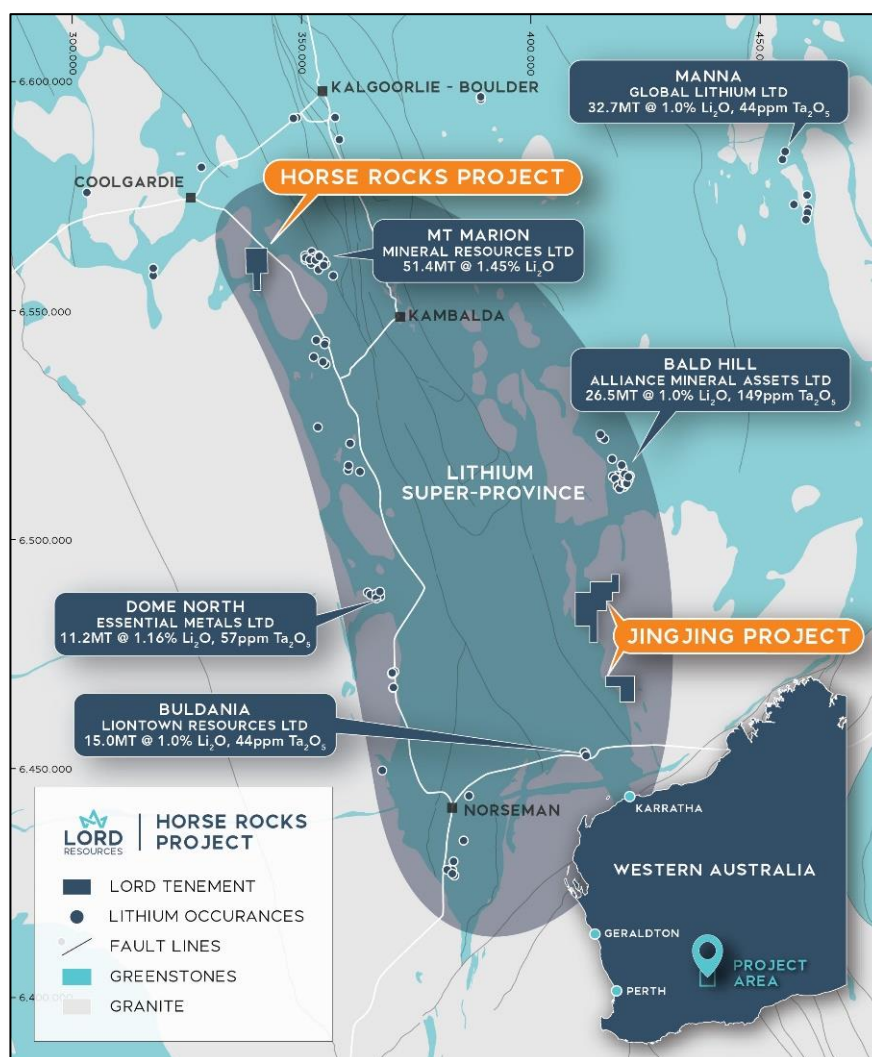 300.000
350.000
400.000
450.000
6.600.000
KALGOORLIE - BOULDER
MANNA
GLOBAL LITHIUM LTD
32.7MT @ 1.0% Li₂O, 44ppm Ta₂O₅
COOLGARDIE
HORSE ROCKS PROJECT
MT MARION
MINERAL RESOURCES LTD
51.4MT @ 1.45% Li₂O
6,550.000
KAMBALDA
BALD HILL
ALLIANCE MINERAL ASSETS LTD
26.5MT @ 1.0% Li₂O, 149ppm Ta₂O₅
LITHIUM
SUPER-PROVINCE
6,500.000
DOME NORTH
ESSENTIAL METALS LTD
11.2MT @ 1.16% Li₂O, 57ppm Ta₂O₅
JINGJING PROJECT
BULDANIA
LIONTOWN RESOURCES LTD
15.0MT @ 1.0% Li₂O, 44ppm Ta₂O₅
6,450.000
NORSEMAN
LORD
RESOURCES
HORSE ROCKS
PROJECT
LORD TENEMENT
LITHIUM OCCURANCES
FAULT LINES
GREENSTONES
GRANITE
6,400.000
KARRATHA
WESTERN AUSTRALIA
GERALDTON
PROJECT
AREA
PERTH